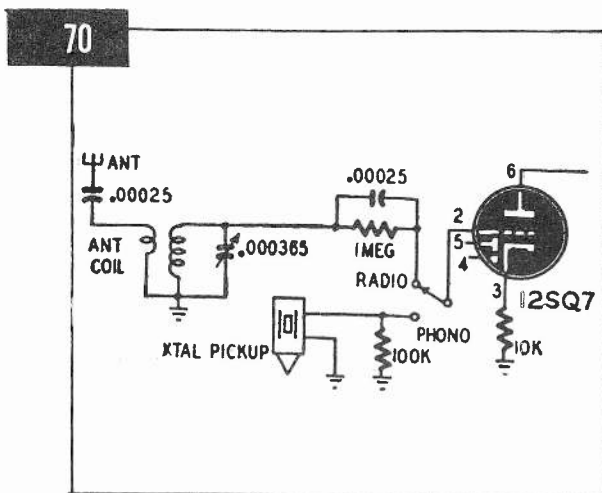 70
ANT
.00025
ANT
COIL
.000365
.00025
1MEG
RADIO
PHONO
XTAL PICKUP
100K
6
2
5
4
3
12SQ7
10K